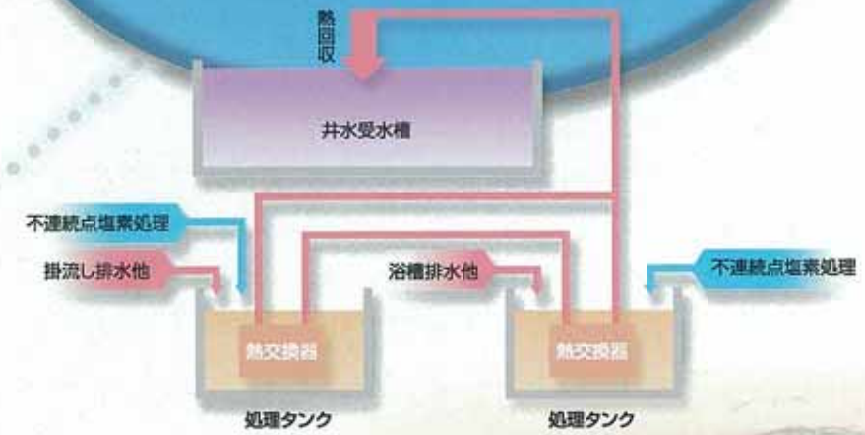 熱回収
井水受水槽
不連続点塩素処理
掛流し排水他
浴槽排水他
不連続点塩素処理
熱交換器
熱交換器
処理タンク
処理タンク